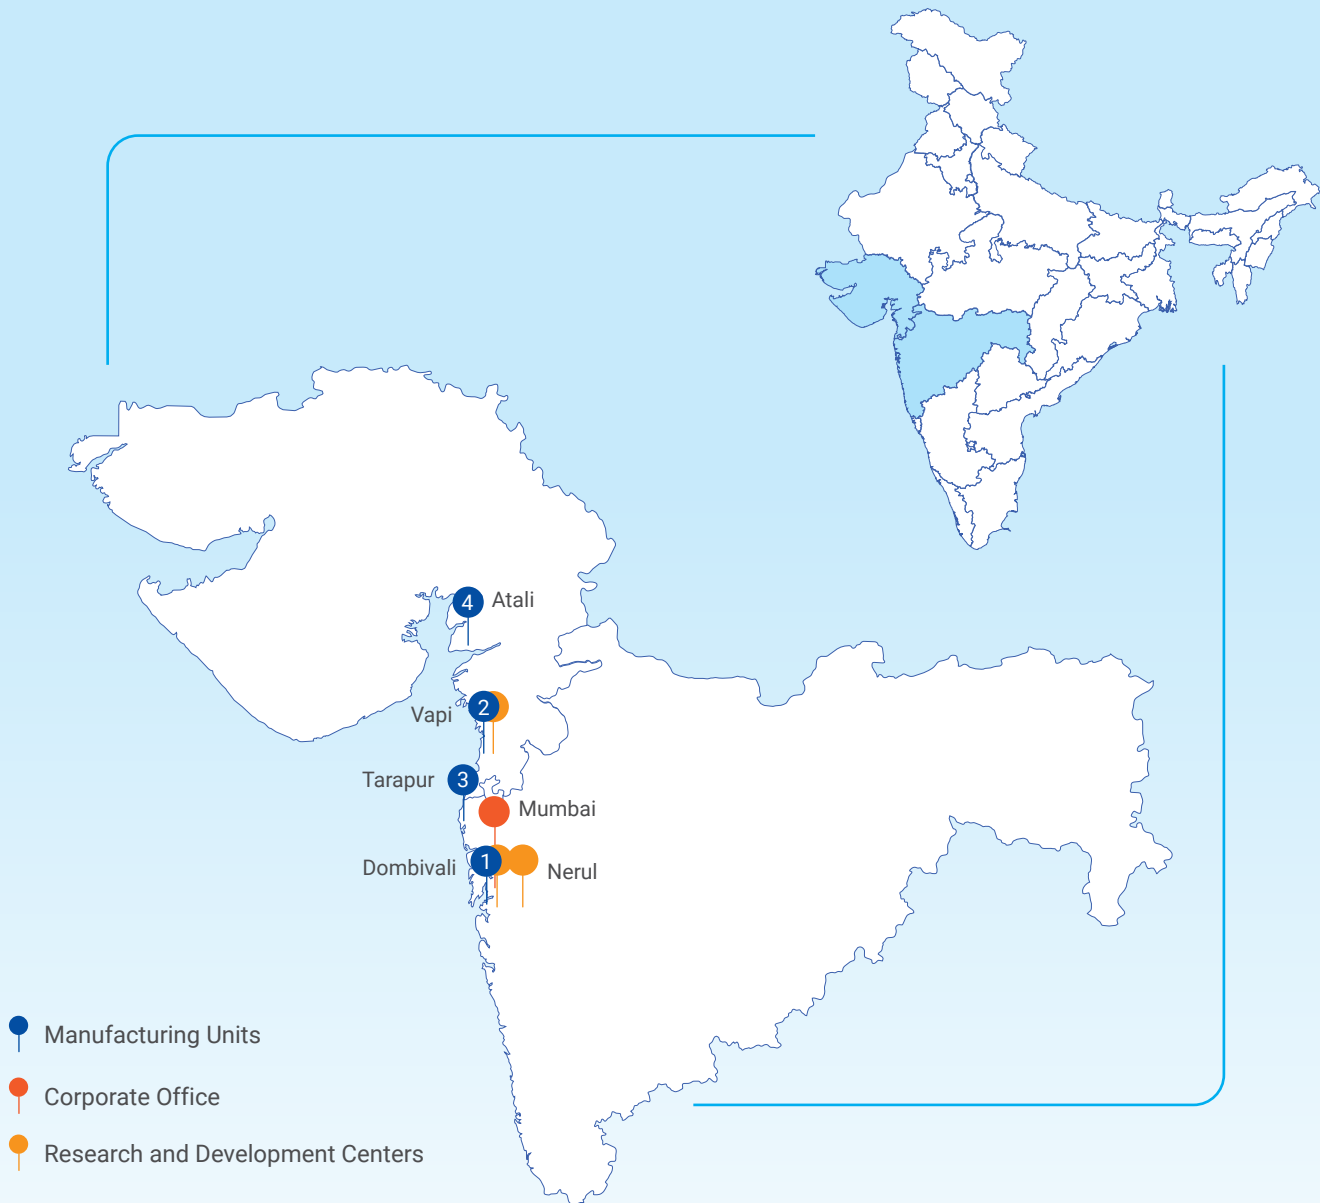 4 Atali
Vapi 2
Tarapur 3
Mumbai
Dombivali 1
Nerul
Manufacturing Units
Corporate Office
Research and Development Centers